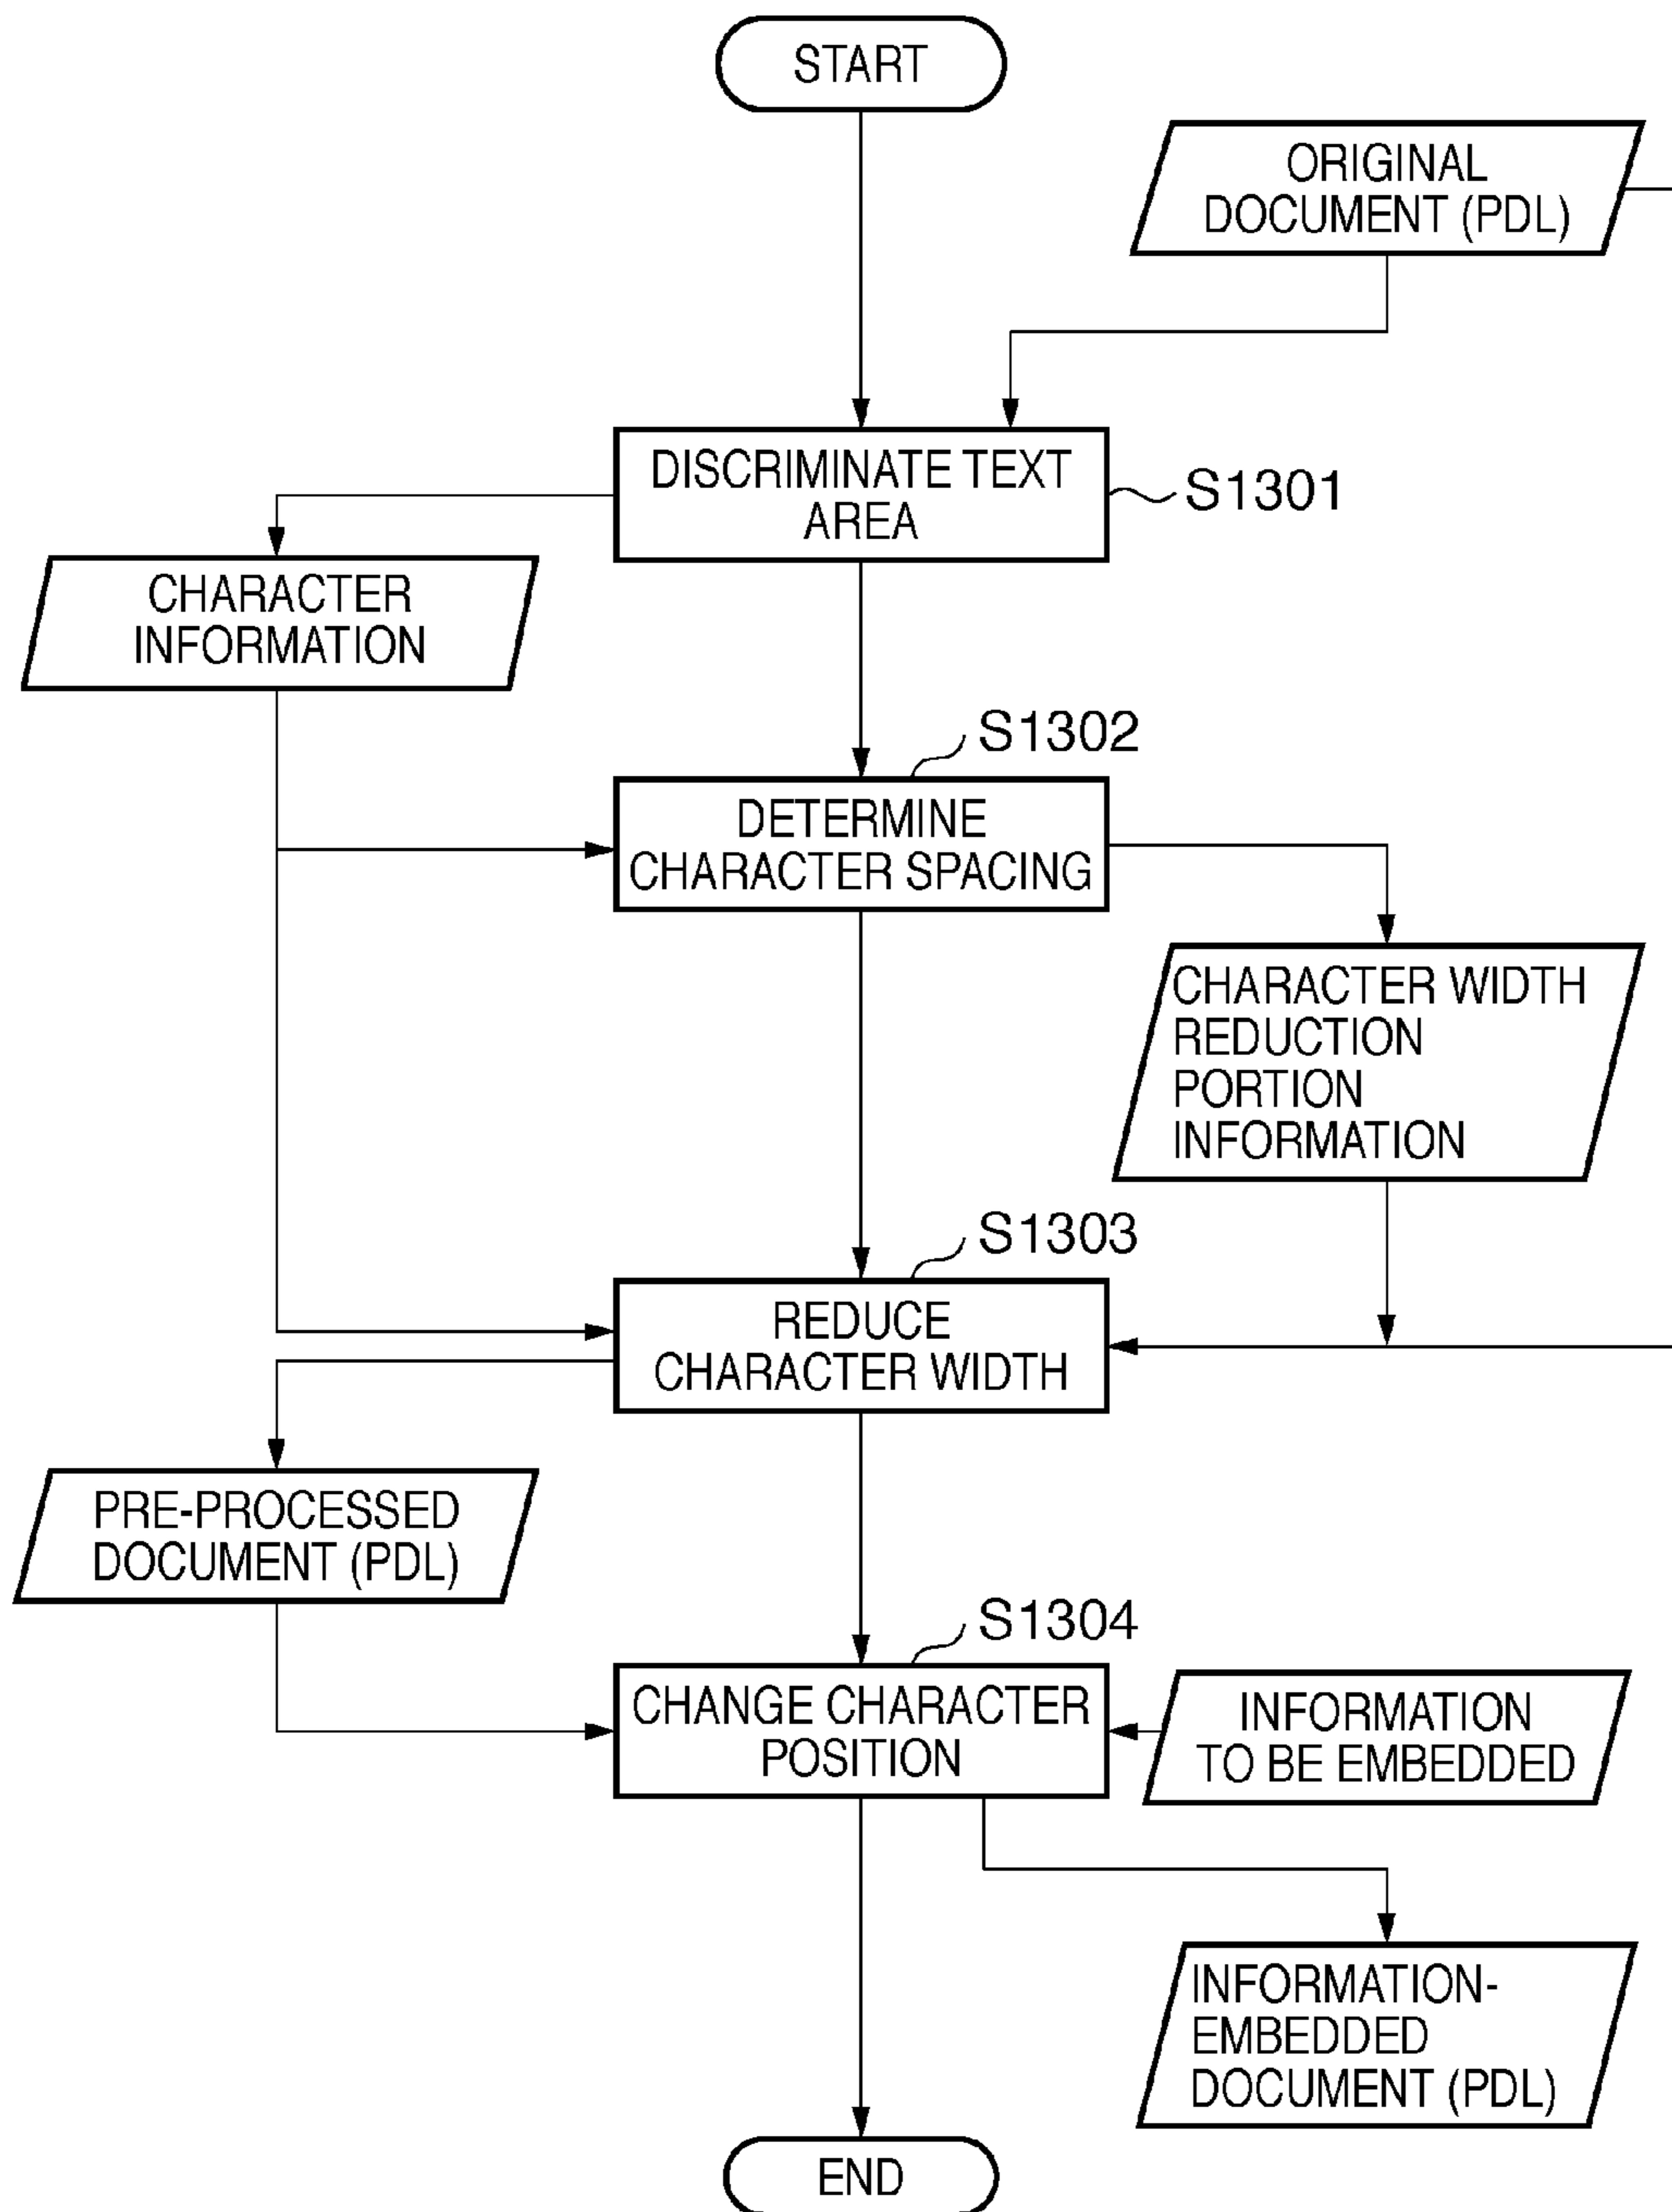 START
ORIGINAL
DOCUMENT (PDL)
DISCRIMINATE TEXT
AREA
S1301
CHARACTER
INFORMATION
S1302
DETERMINE
CHARACTER SPACING
CHARACTER WIDTH
REDUCTION
PORTION
INFORMATION
S1303
REDUCE
CHARACTER WIDTH
PRE-PROCESSED
DOCUMENT (PDL)
S1304
CHANGE CHARACTER
POSITION
INFORMATION
TO BE EMBEDDED
INFORMATION-
EMBEDDED
DOCUMENT (PDL)
END